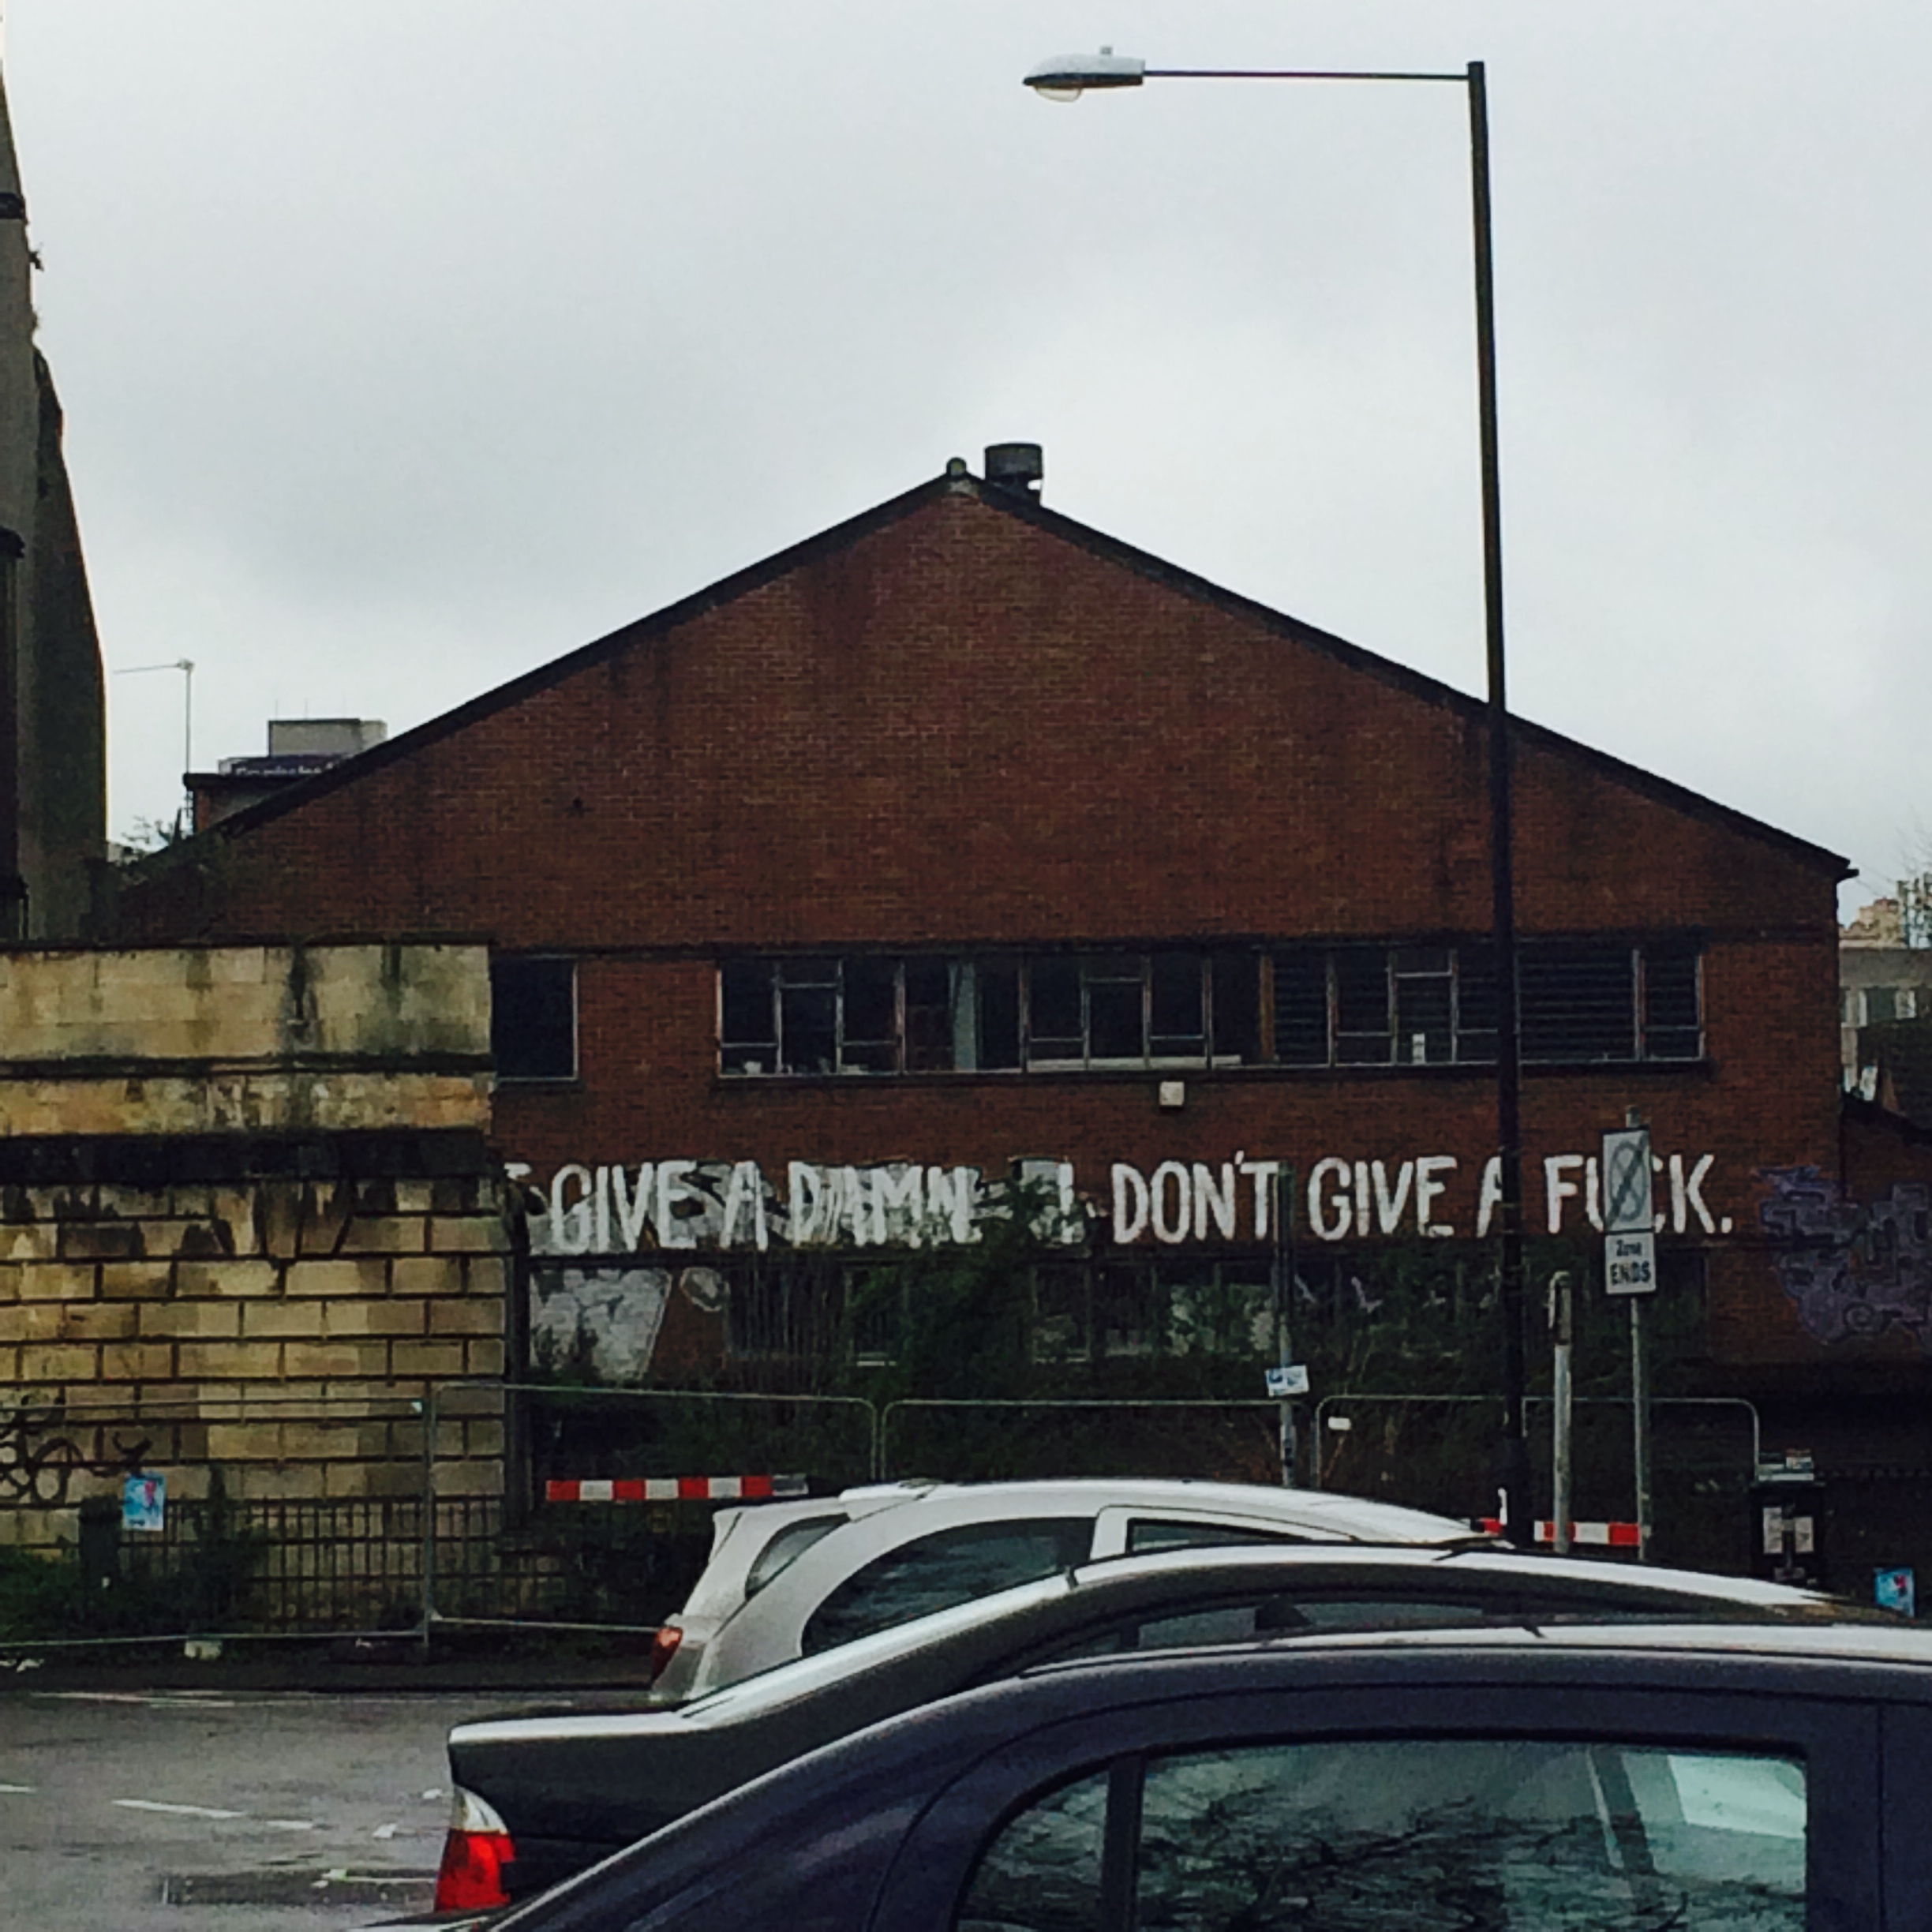 GIVE A DAMN I DON'T GIVE A FUCK.
Zone
ENDS